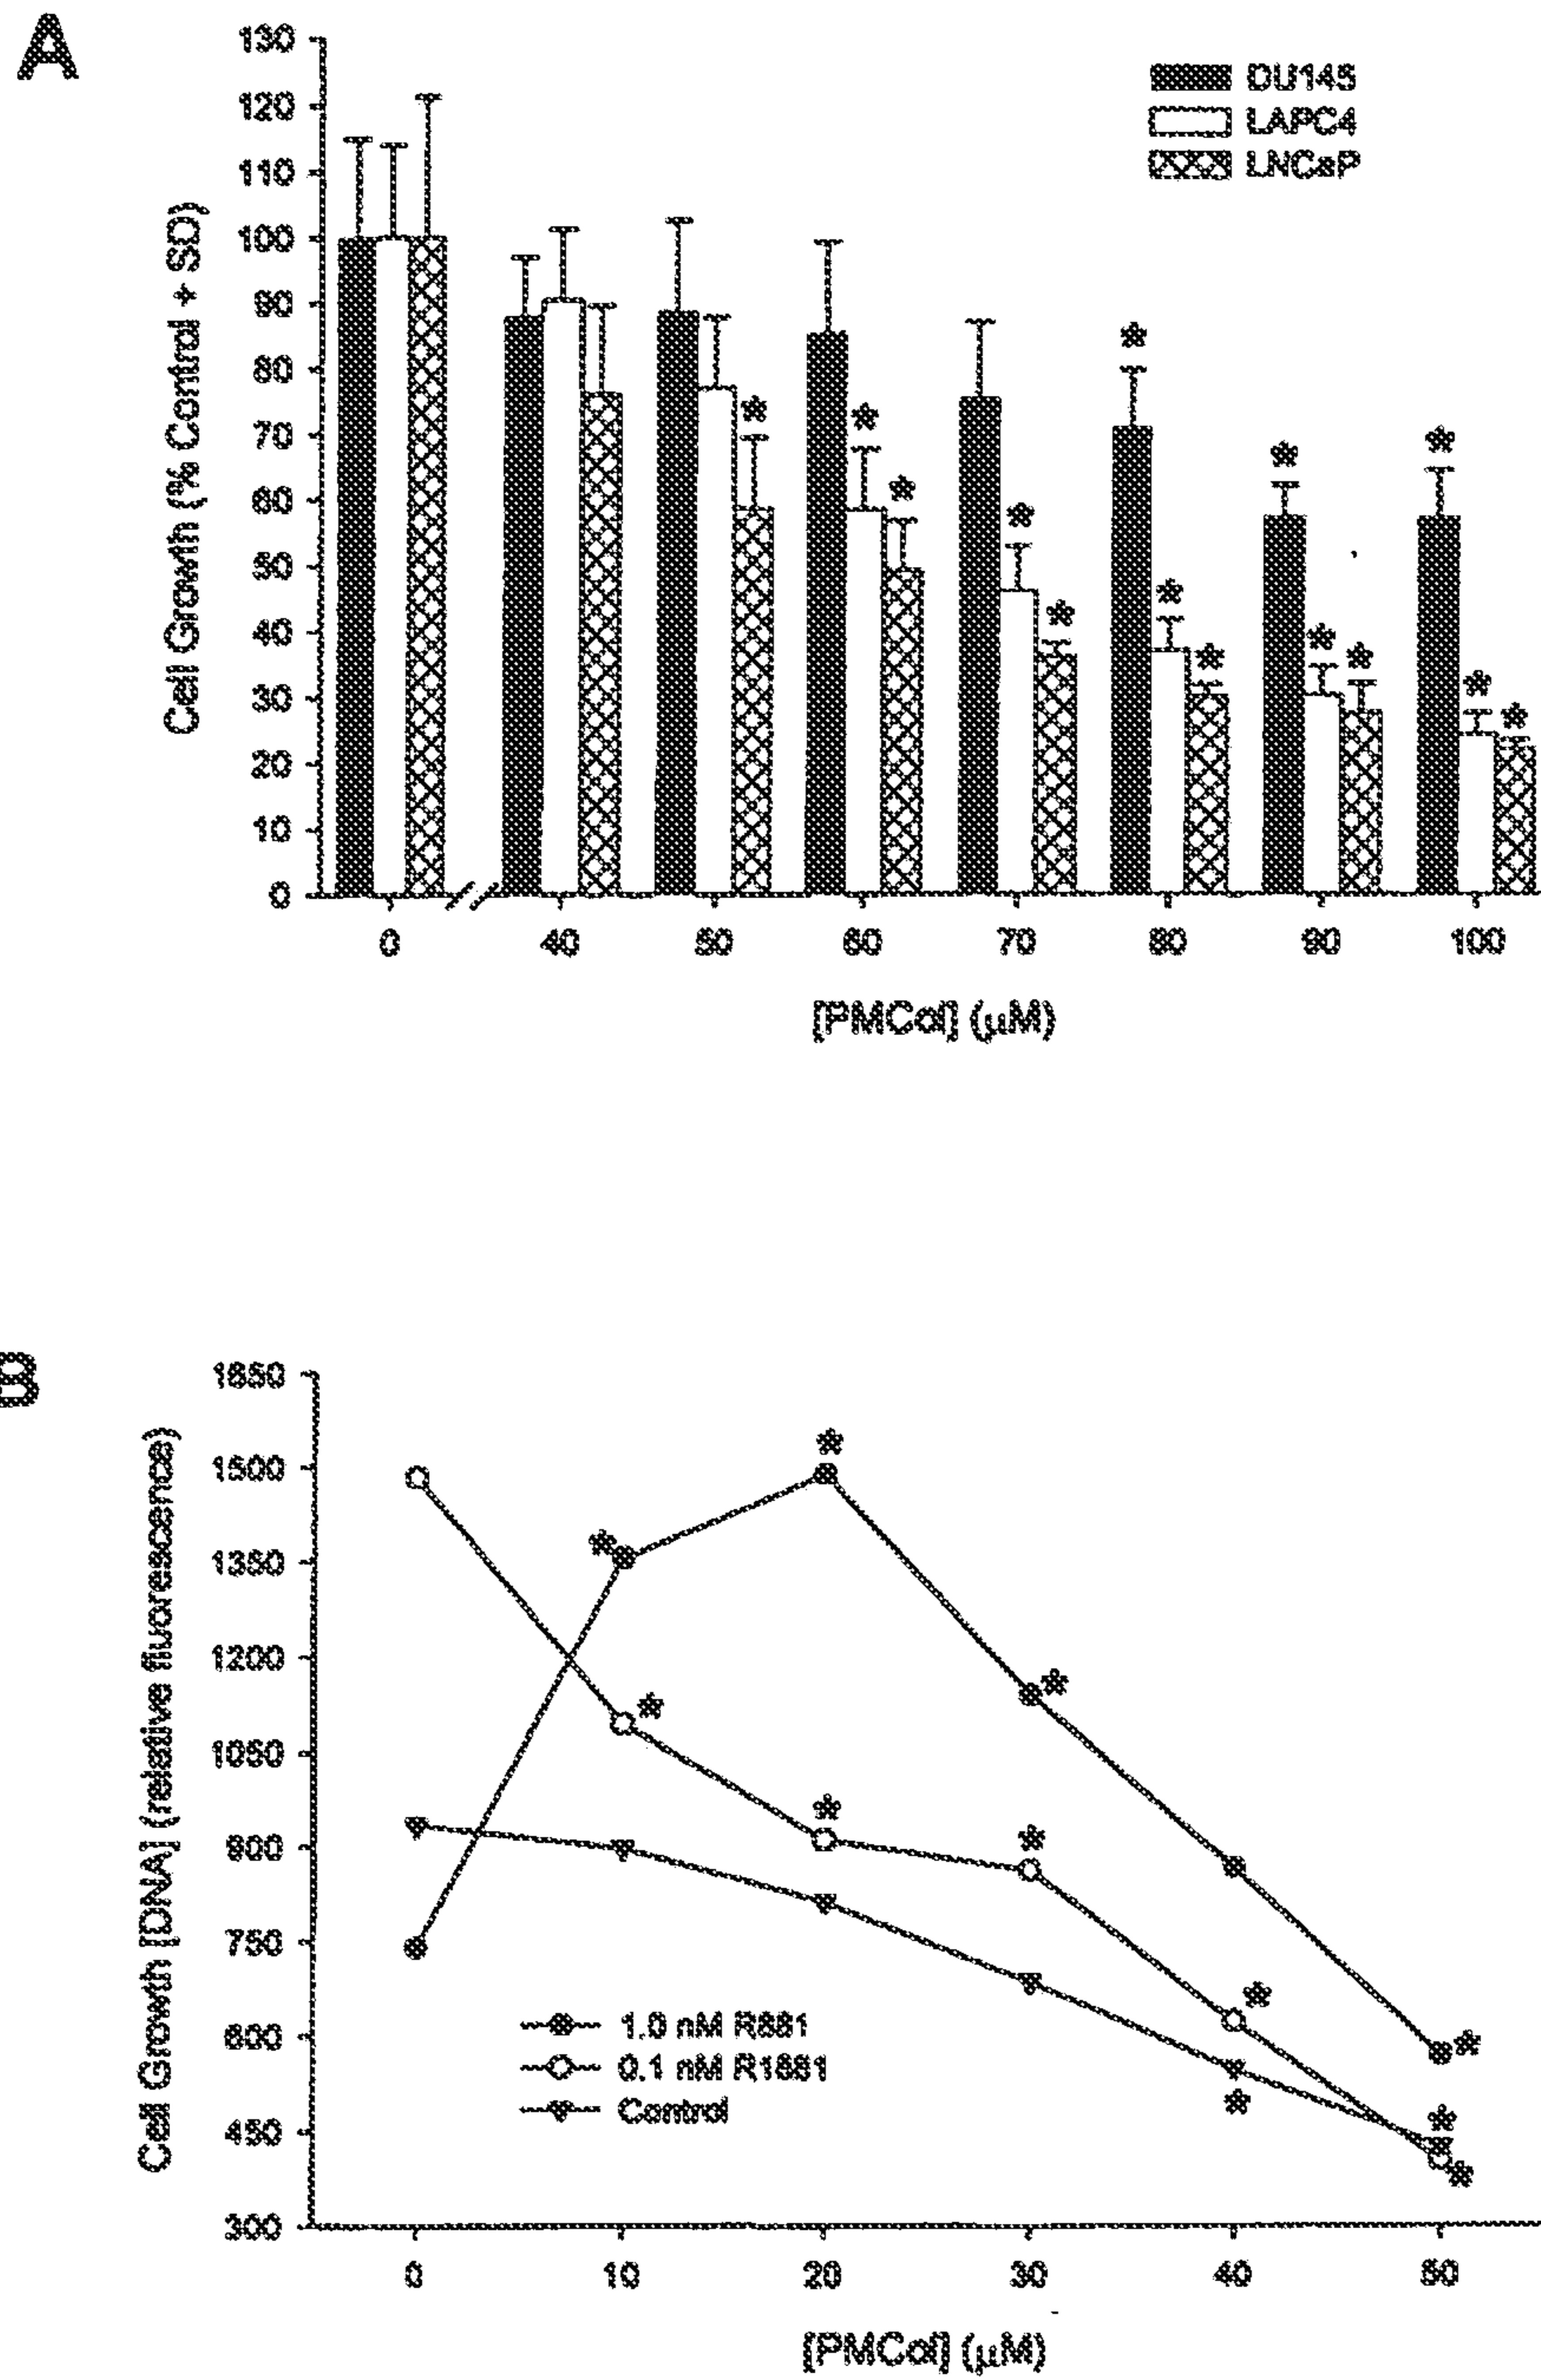 A
130
120
110
100
90
80
70
60
50
40
30
20
10
0
Cell Growth (% Control + SD)
DU145
LAPC4
LNCaP
* * * * * * * * * * * * *
0 40 50 60 70 80 90 100
[PMCol] (µM)
B
1650
1500
1350
1200
1050
900
750
600
450
300
Cell Growth [DNA] (relative fluorescence)
1.0 nM R881
0.1 nM R1881
Control
0 10 20 30 40 50
[PMCol] (µM)